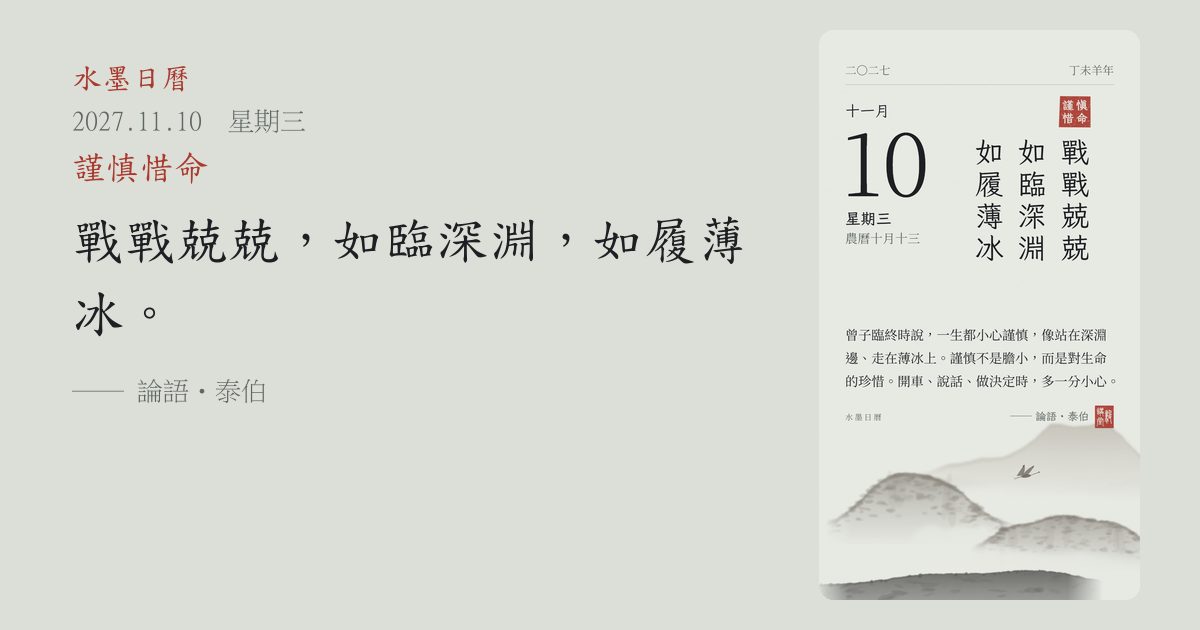 水墨日曆
2027.11.10 星期三
謹慎惜命
戰戰兢兢，如臨深淵，如履薄
冰。
—— 論語・泰伯
二〇二七
丁未羊年
十一月
10
星期三
農曆十月十三
謹慎惜命
戰戰兢兢
如臨深淵
如履薄冰
曾子臨終時說，一生都小心謹慎，像站在深淵
邊、走在薄冰上。謹慎不是膽小，而是對生命
的珍惜。開車、說話、做決定時，多一分小心。
水墨日曆
—— 論語・泰伯